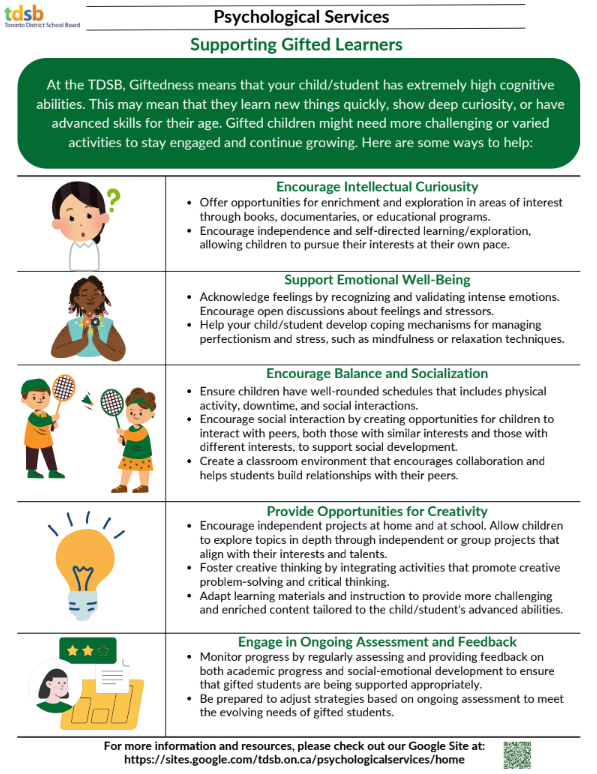 tdsb
Toronto District School Board
Psychological Services
Supporting Gifted Learners
At the TDSB, Giftedness means that your child/student has extremely high cognitive
abilities. This may mean that they learn new things quickly, show deep curiosity, or have
advanced skills for their age. Gifted children might need more challenging or varied
activities to stay engaged and continue growing. Here are some ways to help:
?
Encourage Intellectual Curiousity
• Offer opportunities for enrichment and exploration in areas of interest
through books, documentaries, or educational programs.
• Encourage independence and self-directed learning/exploration,
allowing children to pursue their interests at their own pace.
Support Emotional Well-Being
• Acknowledge feelings by recognizing and validating intense emotions.
Encourage open discussions about feelings and stressors.
• Help your child/student develop coping mechanisms for managing
perfectionism and stress, such as mindfulness or relaxation techniques.
Encourage Balance and Socialization
• Ensure children have well-rounded schedules that includes physical
activity, downtime, and social interactions.
• Encourage social interaction by creating opportunities for children to
interact with peers, both those with similar interests and those with
different interests, to support social development.
• Create a classroom environment that encourages collaboration and
helps students build relationships with their peers.
Provide Opportunities for Creativity
• Encourage independent projects at home and at school. Allow children
to explore topics in depth through independent or group projects that
align with their interests and talents.
• Foster creative thinking by integrating activities that promote creative
problem-solving and critical thinking.
• Adapt learning materials and instruction to provide more challenging
and enriched content tailored to the child/student's advanced abilities.
Engage in Ongoing Assessment and Feedback
• Monitor progress by regularly assessing and providing feedback on
both academic progress and social-emotional development to ensure
that gifted students are being supported appropriately.
• Be prepared to adjust strategies based on ongoing assessment to meet
the evolving needs of gifted students.
For more information and resources, please check out our Google Site at:
https://sites.google.com/tdsb.on.ca/psychologicalservices/home